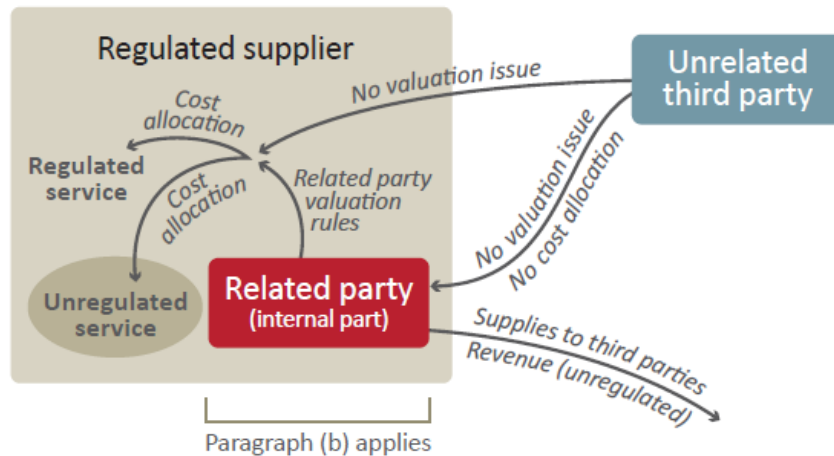 Regulated supplier
No valuation issue
Unrelated
third party
Cost
allocation
Regulated
service
Cost
allocation
Related party
valuation
rules
No valuation issue
No cost allocation
Unregulated
service
Related party
(internal part)
Supplies to third parties
Revenue (unregulated)
Paragraph (b) applies